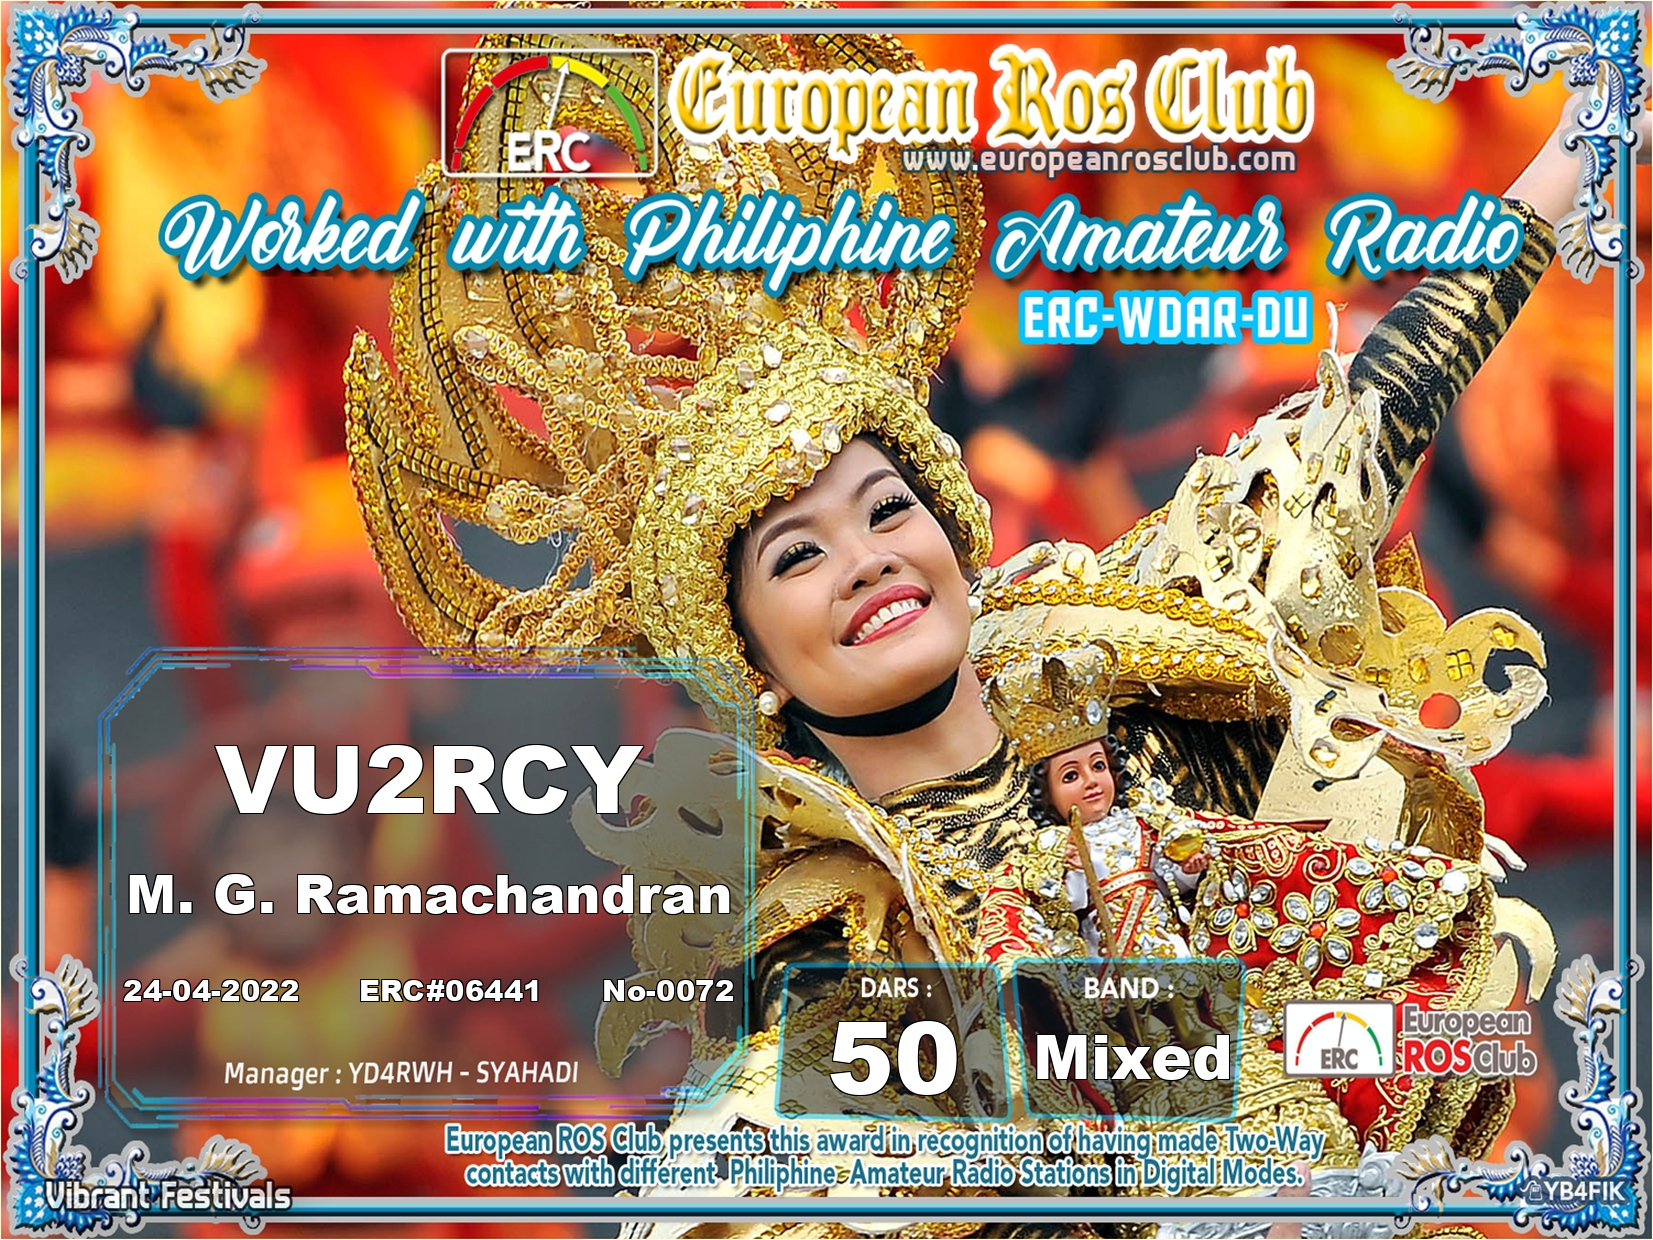 ERC
European Ros Club
www.europeanrosclub.com
Worked with Philiphine Amateur Radio
ERC-WDAR-DU
VU2RCY
M. G. Ramachandran
24-04-2022 ERC#06441 No-0072
Manager : YD4RWH - SYAHADI
DARS :
50
BAND :
Mixed
ERC
European
ROSClub
European ROS Club presents this award in recognition of having made Two-Way
contacts with different Philiphine Amateur Radio Stations in Digital Modes.
Vibrant Festivals
YB4FIK